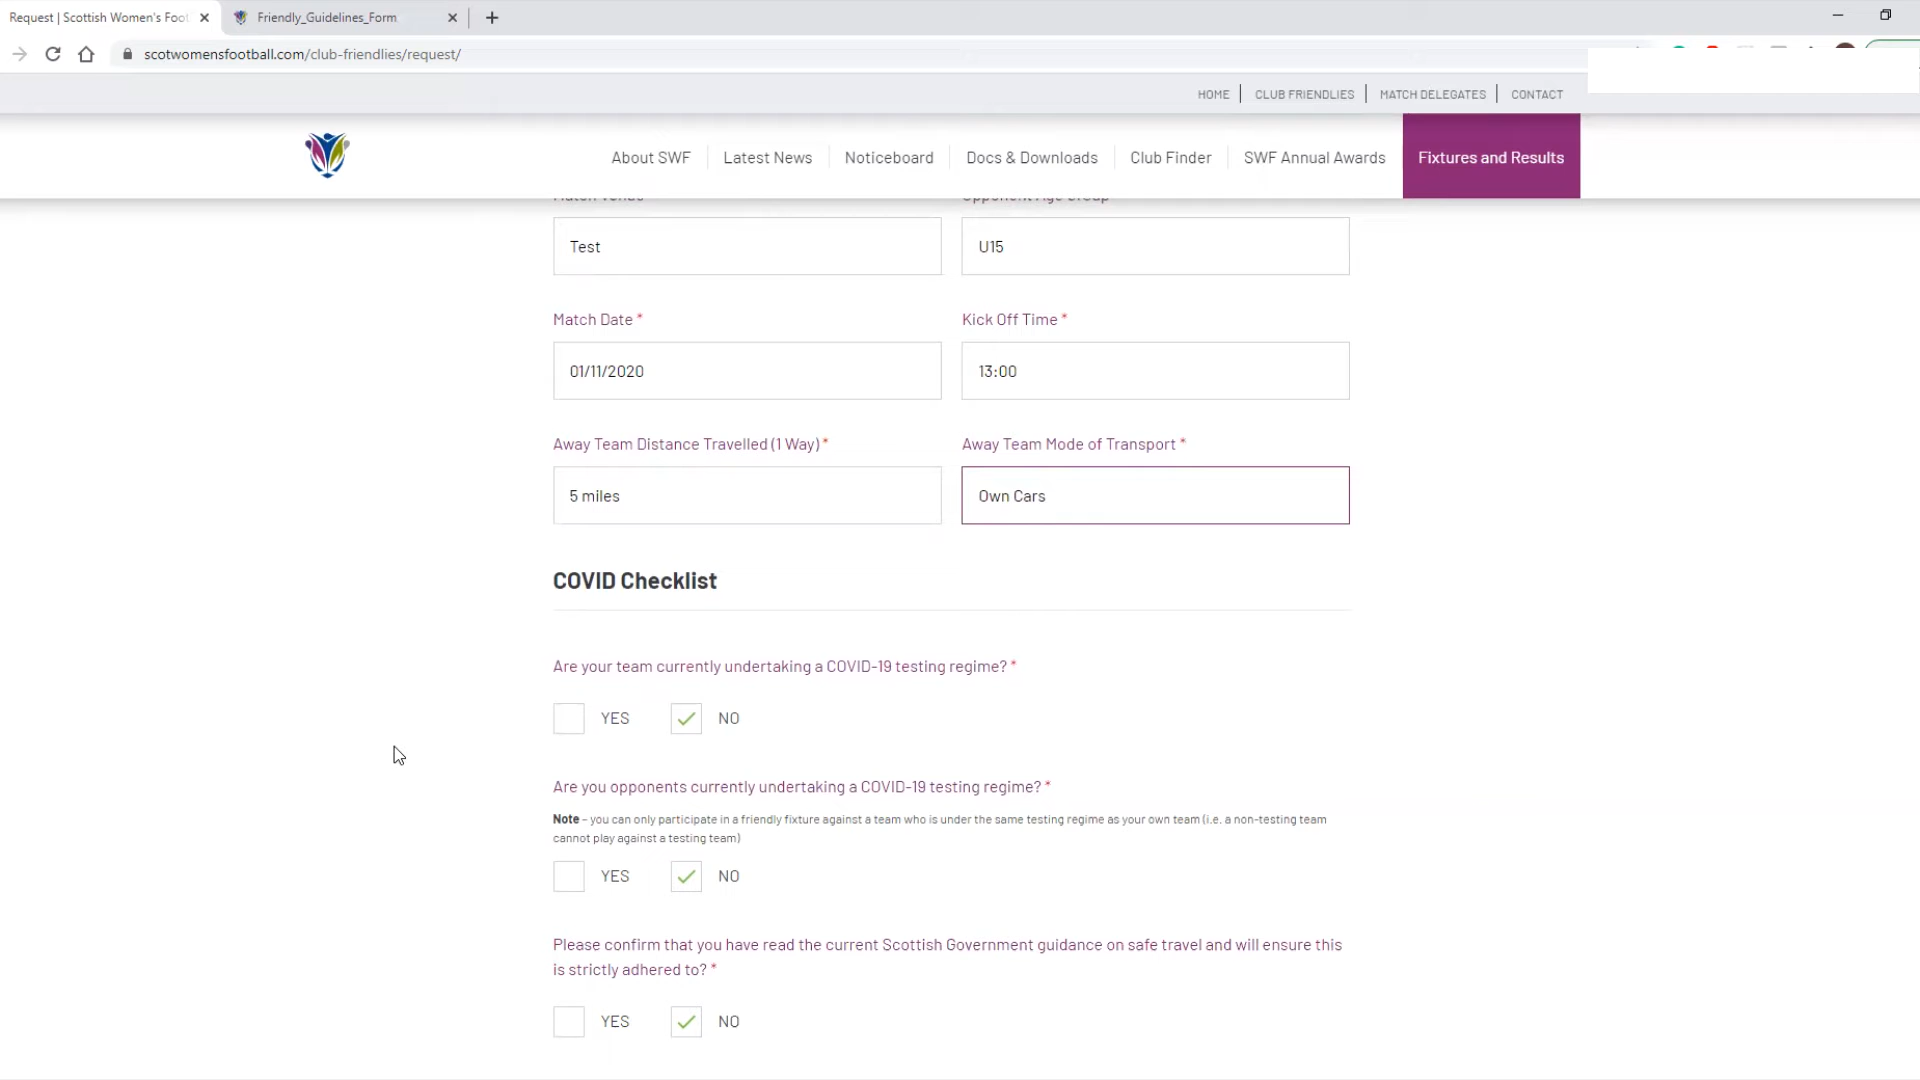 Request | Scottish Women's Foot
Friendly_Guidelines_Form
scotwomensfootball.com/club-friendlies/request/
HOME CLUB FRIENDLIES MATCH DELEGATES CONTACT
About SWF Latest News Noticeboard Docs & Downloads Club Finder SWF Annual Awards Fixtures and Results
Match Venue Opponent Age Group
Test U15
Match Date * Kick Off Time *
01/11/2020 13:00
Away Team Distance Travelled (1 Way) * Away Team Mode of Transport *
5 miles Own Cars
COVID Checklist
Are your team currently undertaking a COVID-19 testing regime? *
YES NO
Are you opponents currently undertaking a COVID-19 testing regime? *
Note – you can only participate in a friendly fixture against a team who is under the same testing regime as your own team (i.e. a non-testing team
cannot play against a testing team)
YES NO
Please confirm that you have read the current Scottish Government guidance on safe travel and will ensure this
is strictly adhered to? *
YES NO